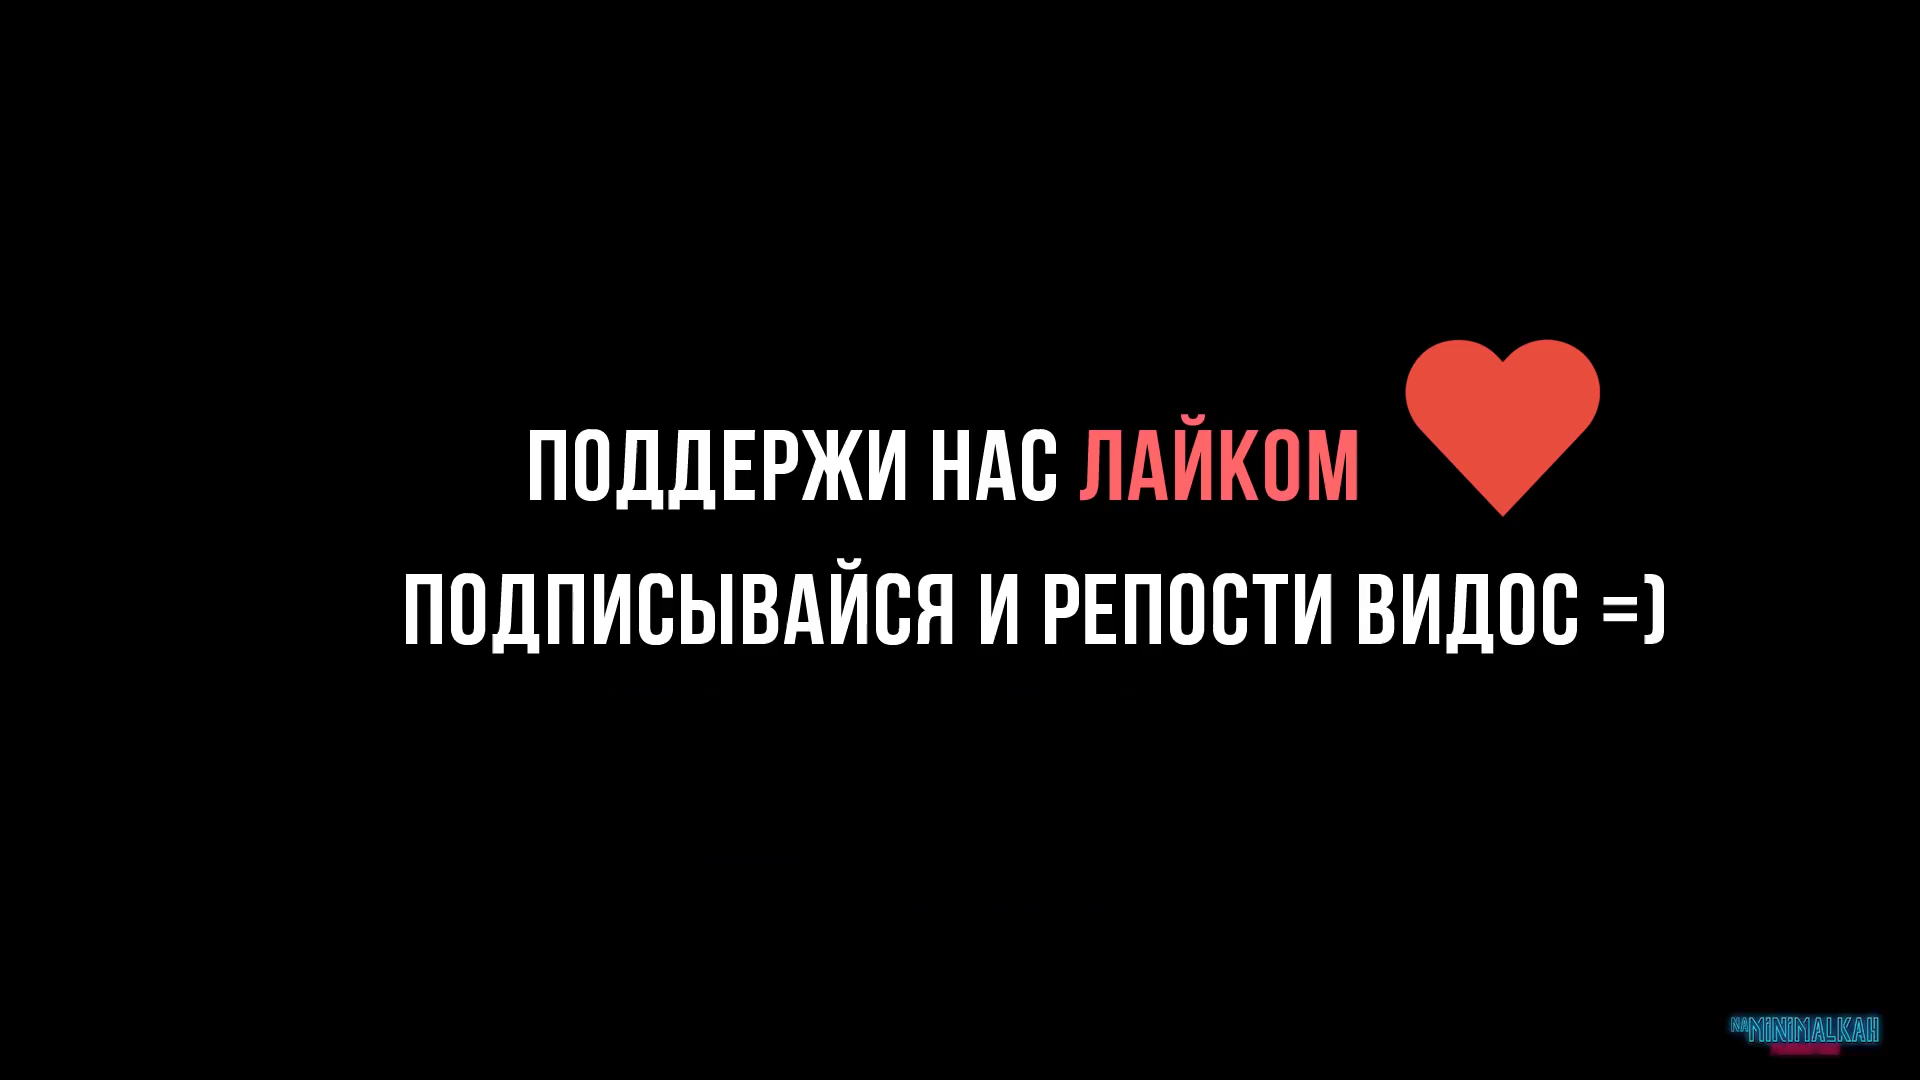 ПОДДЕРЖИ НАС ЛАЙКОМ
ПОДПИСЫВАЙСЯ И РЕПОСТИ ВИДОС =)
NA MINIMALKAH